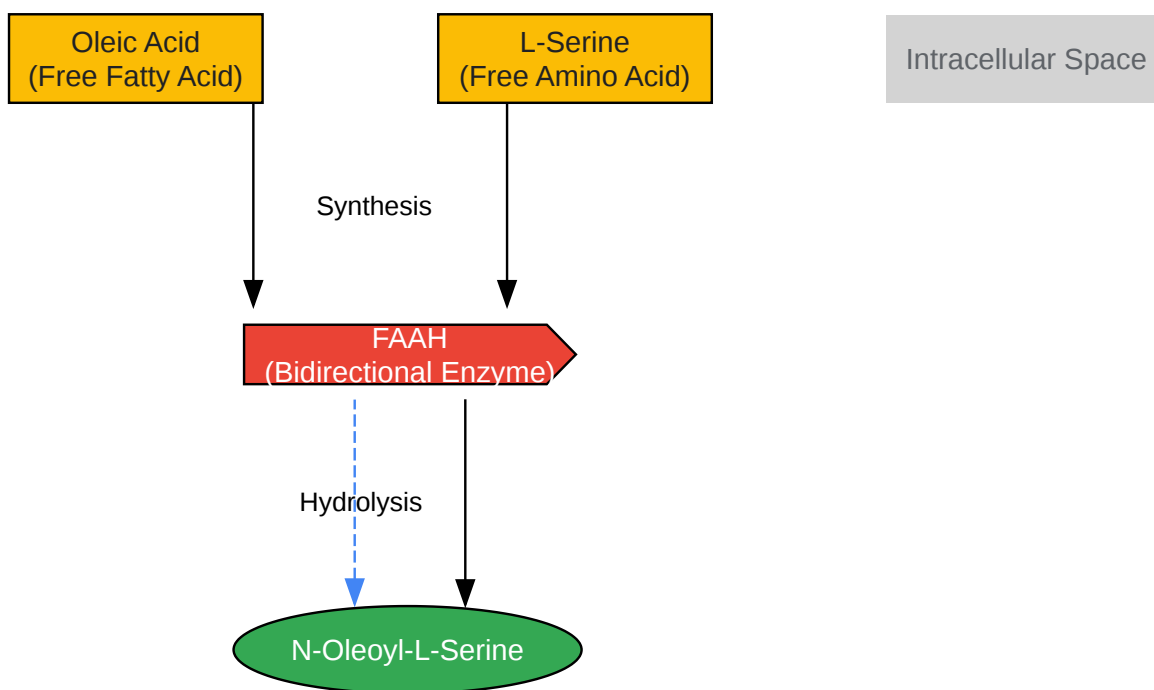 Oleic Acid
(Free Fatty Acid)
L-Serine
(Free Amino Acid)
Intracellular Space
Synthesis
FAAH
(Bidirectional Enzyme)
Hydrolysis
N-Oleoyl-L-Serine